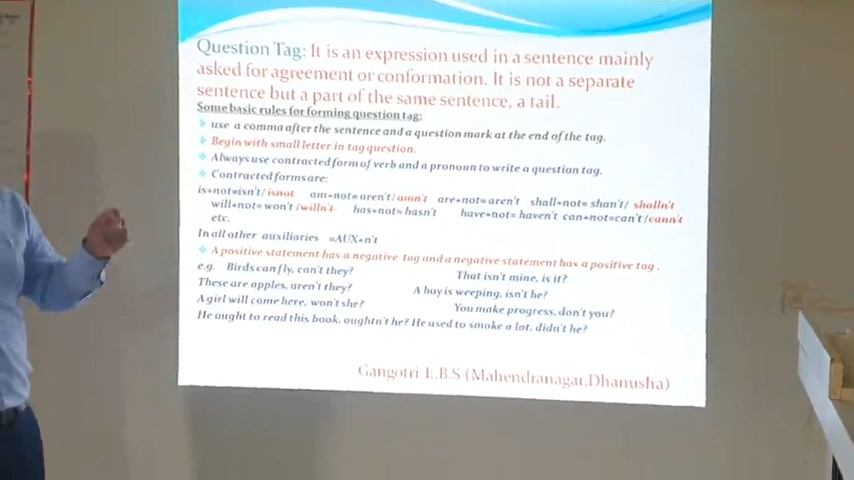 Question Tag: It is an expression used in a sentence mainly
asked for agreement or conformation. It is not a separate
sentence but a part of the same sentence, a tail.
Some basic rules for forming question tag:
use a comma after the sentence and a question mark at the end of the tag.
Begin with small letter in tag question.
Always use contracted form of verb and a pronoun to write a question tag.
Contracted forms are:
is+not=isn't/ isnot am+not=aren't/amn't are+not=aren't shall+not= shan't/ shalln't
will+not= won't /willn't has+not= hasn't have+not= haven't can+not=can't/cann't
etc.
In all other auxiliaries =AUX+n't
A positive statement has a negative tag and a negative statement has a positive tag .
e.g. Birds can fly, can't they? That isn't mine, is it?
These are apples, aren't they? A boy is weeping, isn't he?
A girl will come here, won't she? You make progress, don't you?
He ought to read this book, oughtn't he? He used to smoke a lot, didn't he?
Gangotri E.B.S (Mahendranagar,Dhanusha)